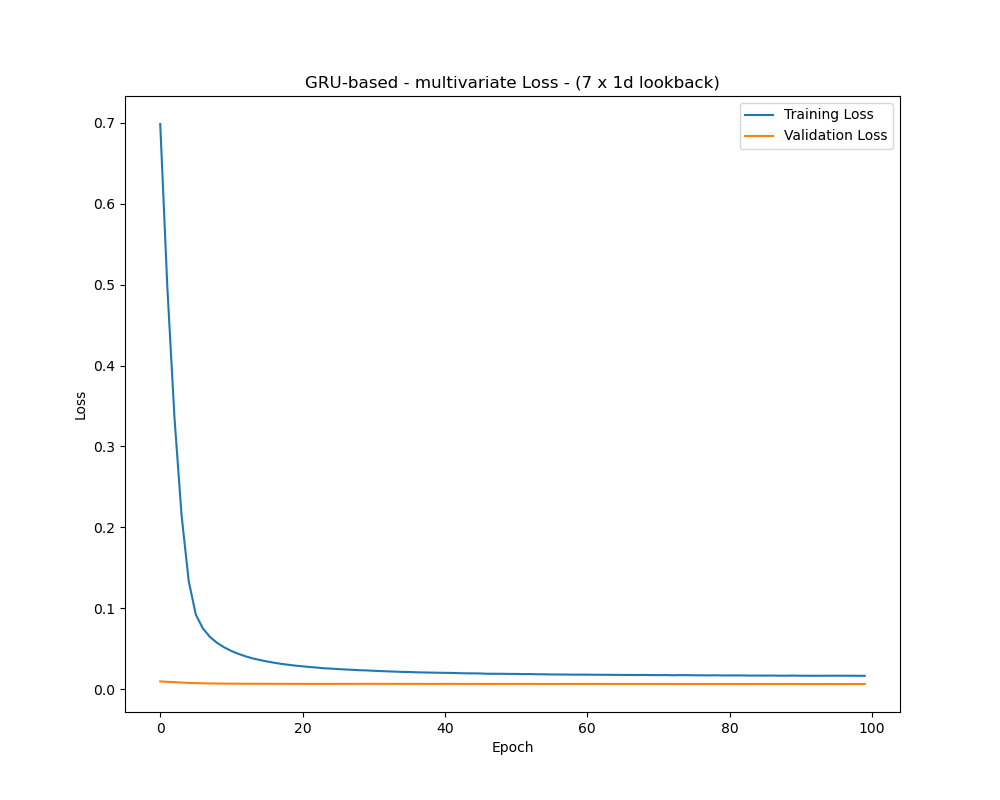 GRU-based - multivariate Loss - (7 x 1d lookback)
Training Loss
Validation Loss
0.7
0.6
0.5
0.4
0.3
0.2
0.1
0.0
Loss
0 20 40 60 80 100
Epoch